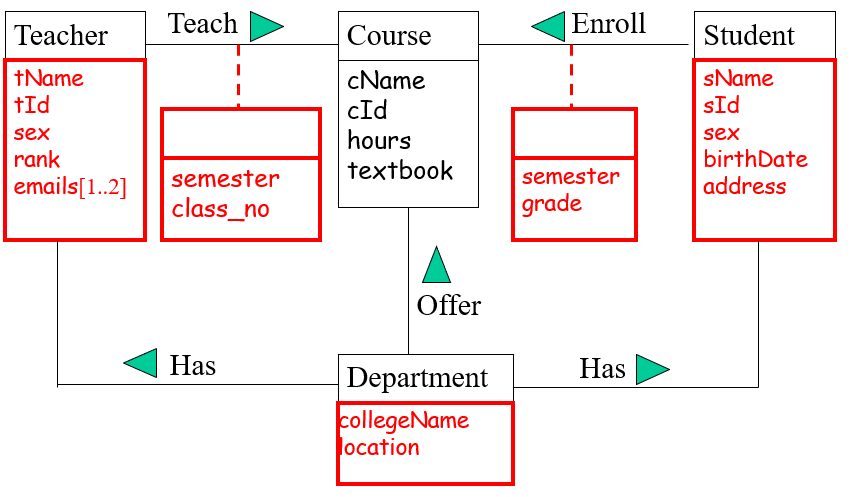 Teacher
Teach
Course
Enroll
Student
tName
tId
sex
rank
emails[1..2]
semester
class_no
cName
cId
hours
textbook
semester
grade
sName
sId
sex
birthDate
address
Offer
Has
Has
Department
collegeName
location